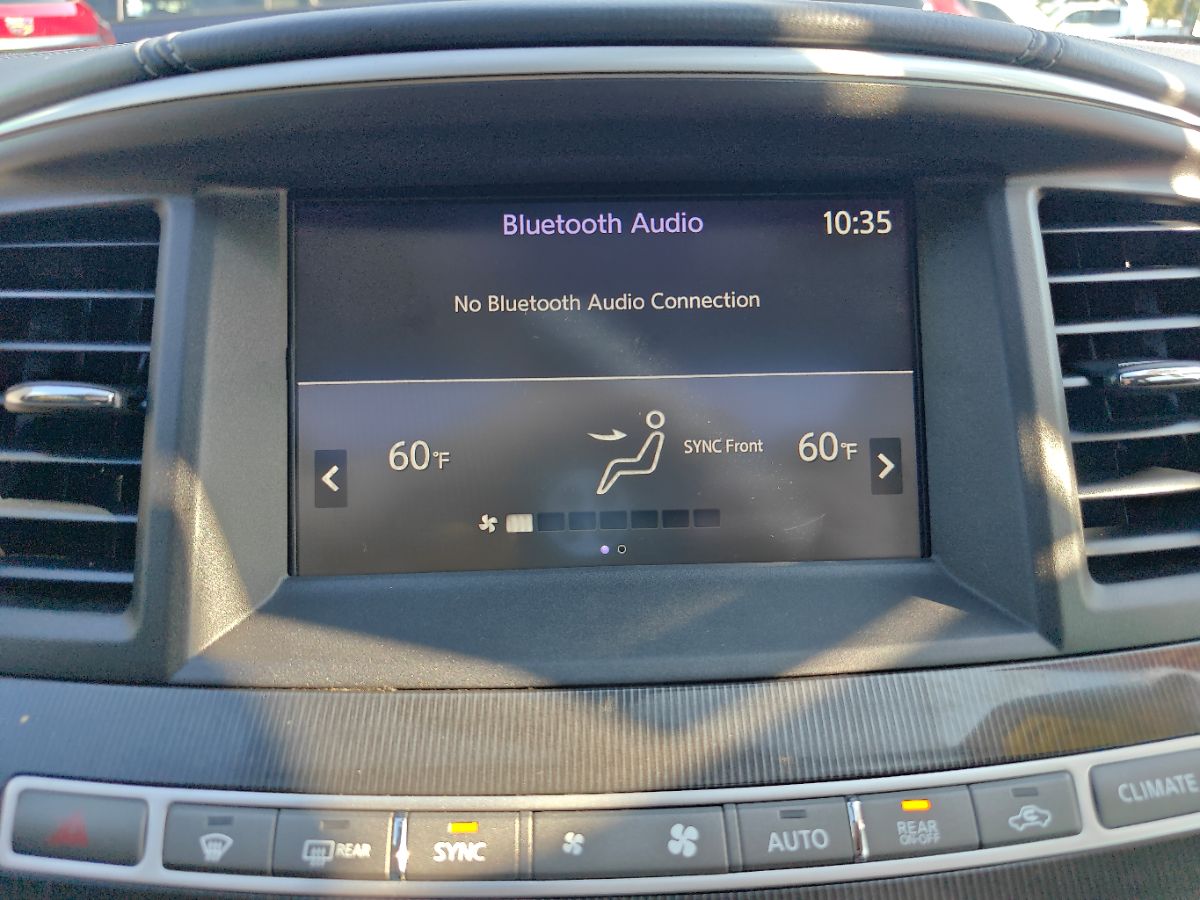 Bluetooth Audio
10:35
No Bluetooth Audio Connection
60°F
SYNC Front
60°F
REAR
SYNC
AUTO
REAR
ON·OFF
CLIMATE